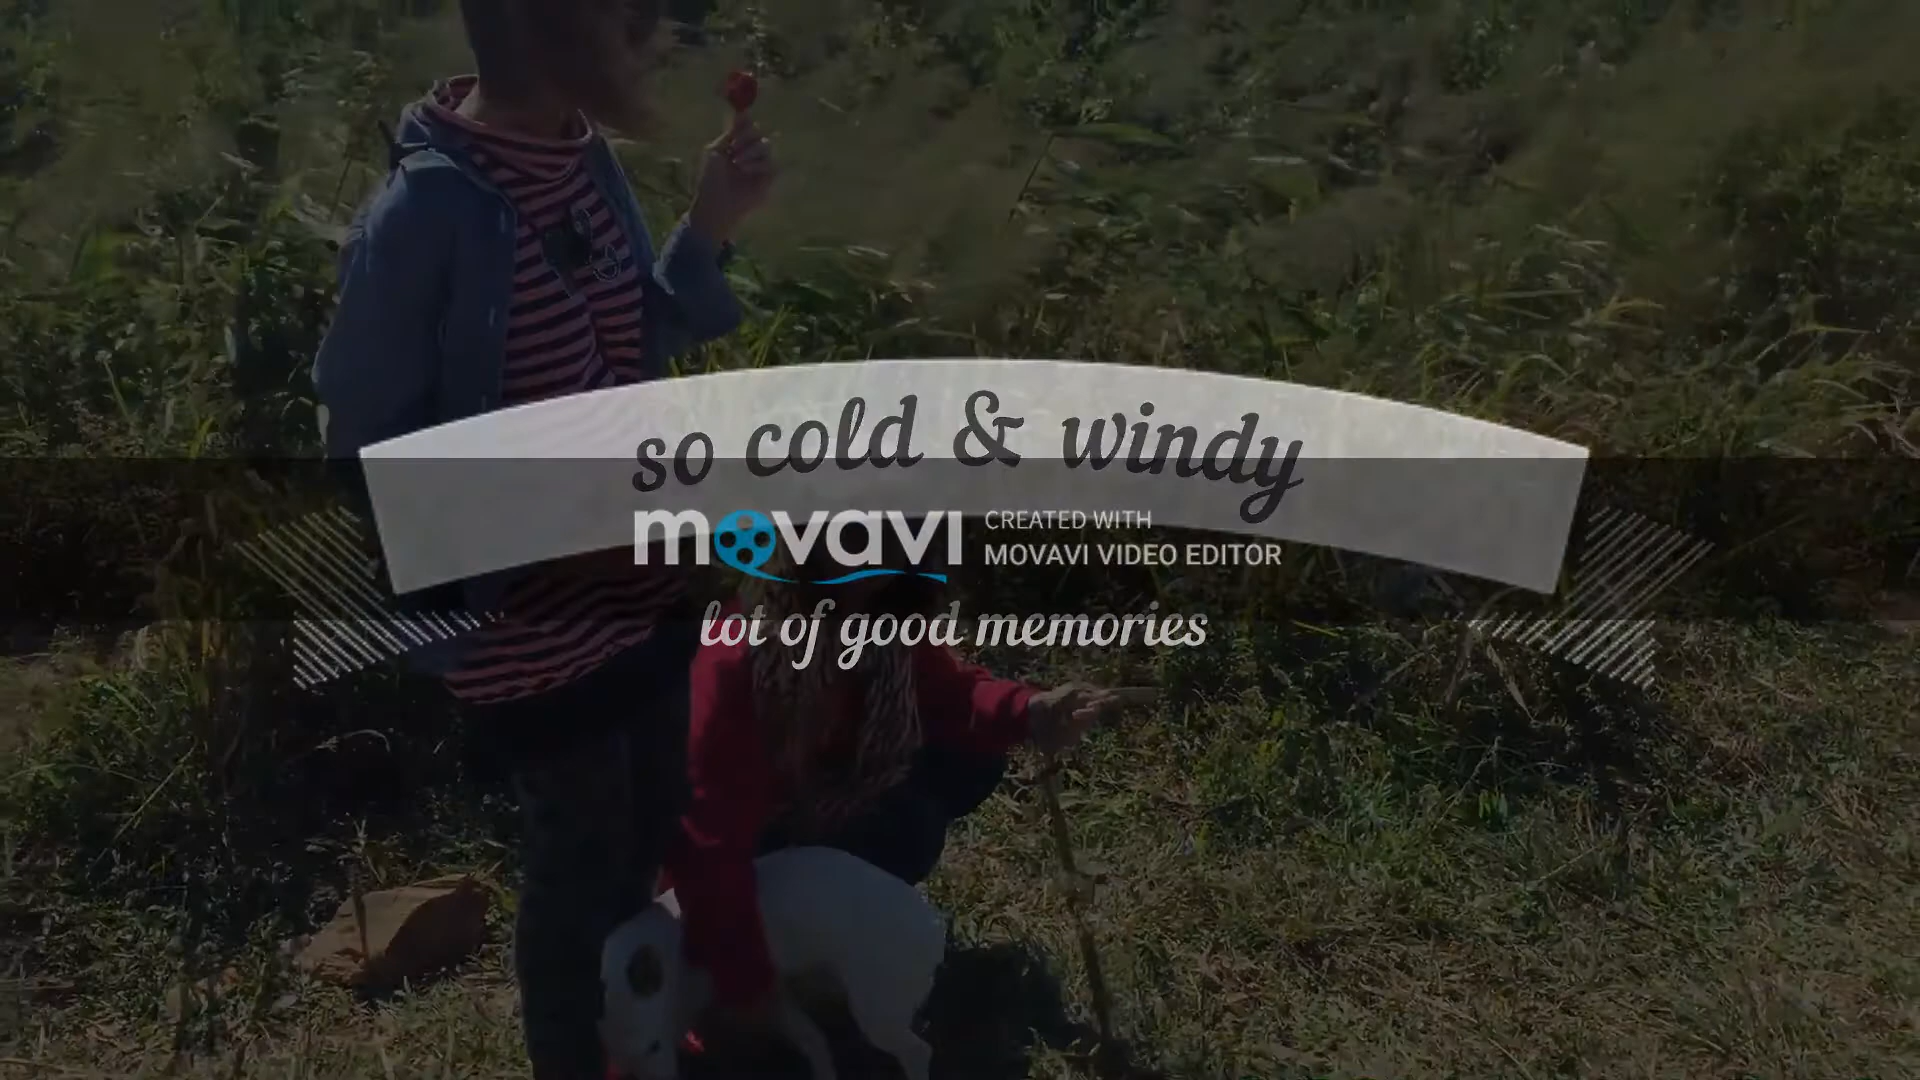 so cold & windy
movavi CREATED WITH
MOVAVI VIDEO EDITOR
lot of good memories